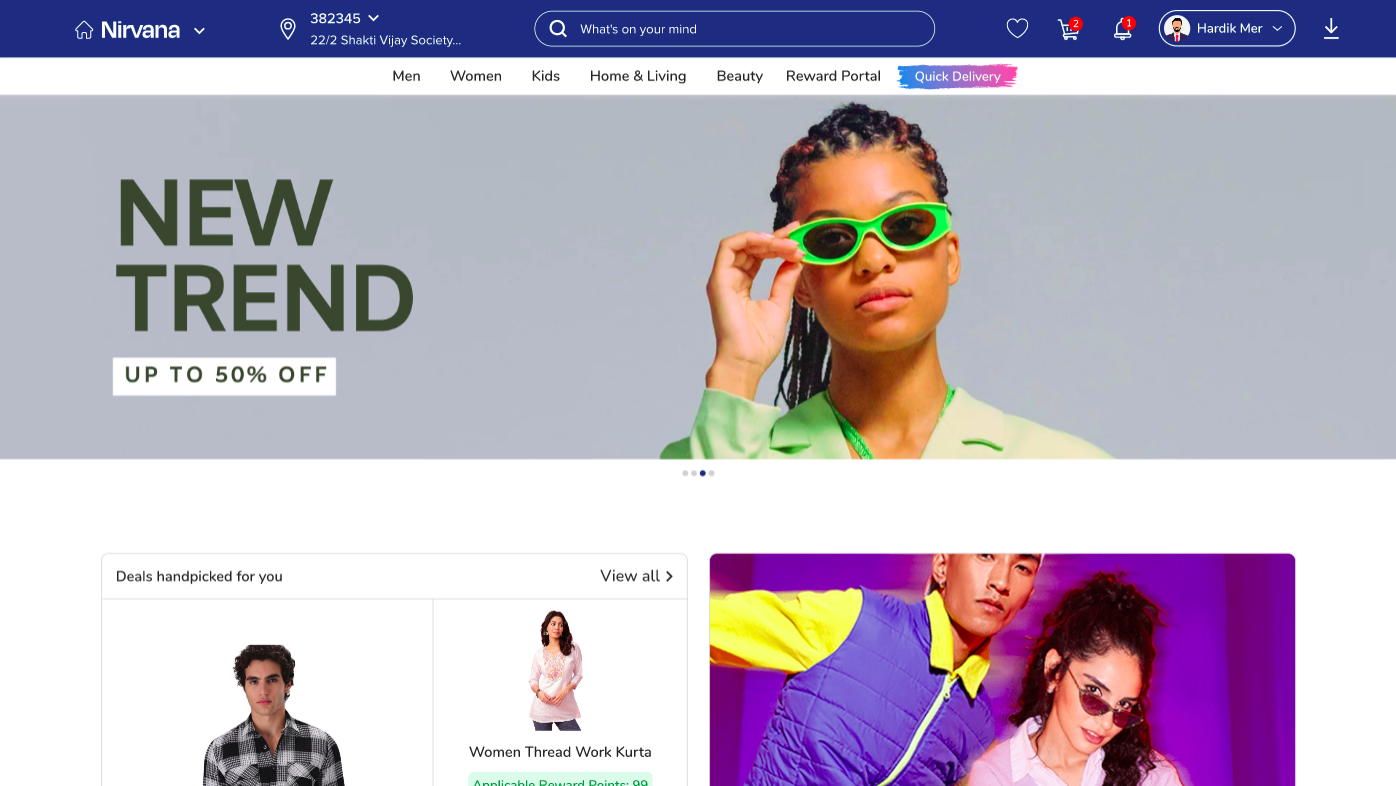 Nirvana
382345
22/2 Shakti Vijay Society...
What's on your mind
2
1
Hardik Mer
Men Women Kids Home & Living Beauty Reward Portal Quick Delivery
NEW
TREND
UP TO 50% OFF
Deals handpicked for you
View all
Women Thread Work Kurta
Applicable Reward Points: 99